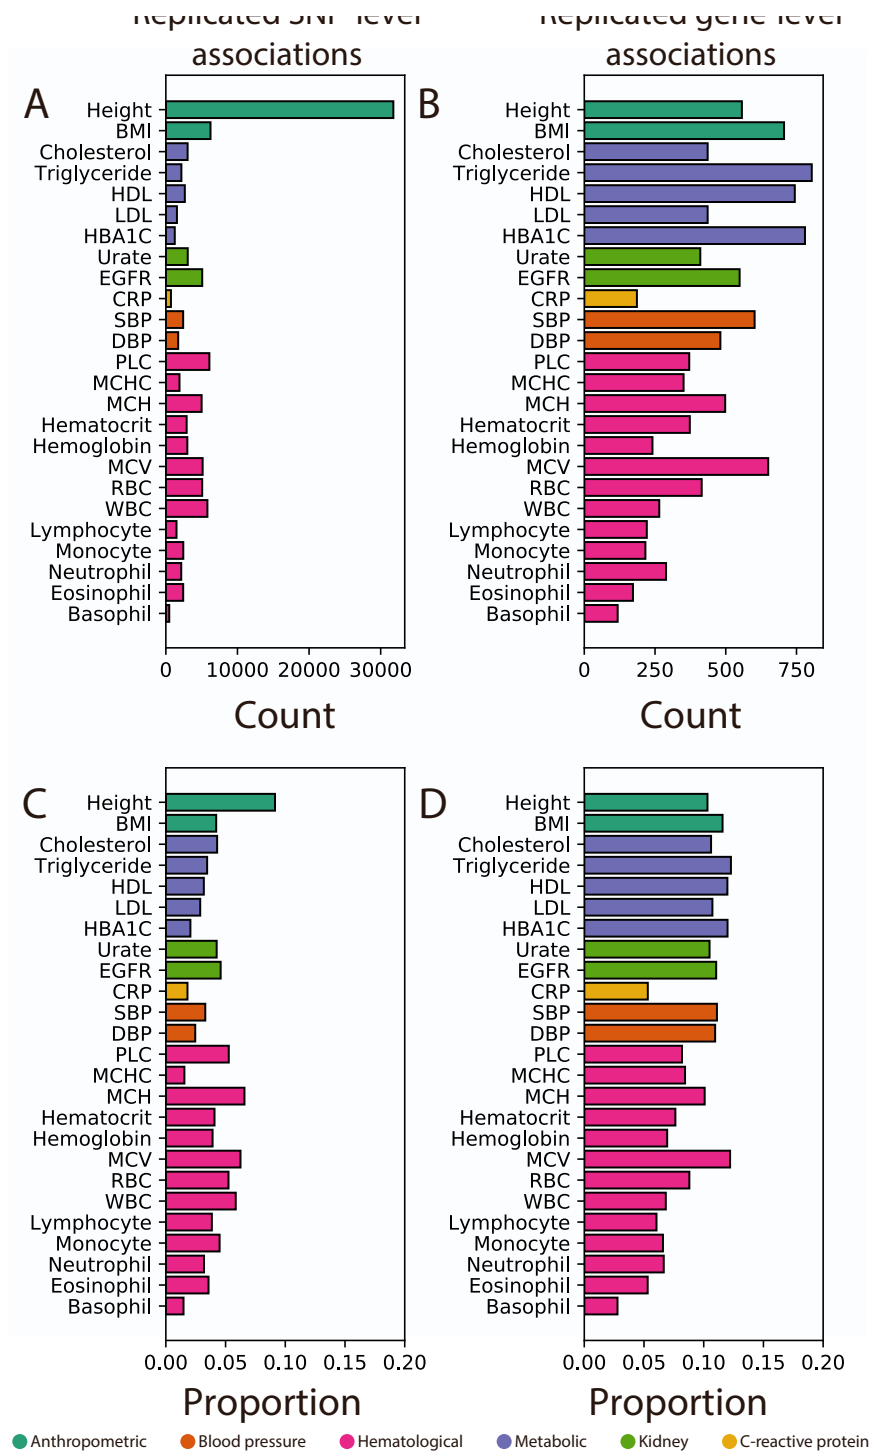 Replicated SNP-level
associations
Replicated gene-level
associations
A
Height
BMI
Cholesterol
Triglyceride
HDL
LDL
HBA1C
Urate
EGFR
CRP
SBP
DBP
PLC
MCHC
MCH
Hematocrit
Hemoglobin
MCV
RBC
WBC
Lymphocyte
Monocyte
Neutrophil
Eosinophil
Basophil
0 10000 20000 30000
Count
B
Height
BMI
Cholesterol
Triglyceride
HDL
LDL
HBA1C
Urate
EGFR
CRP
SBP
DBP
PLC
MCHC
MCH
Hematocrit
Hemoglobin
MCV
RBC
WBC
Lymphocyte
Monocyte
Neutrophil
Eosinophil
Basophil
0 250 500 750
Count
C
Height
BMI
Cholesterol
Triglyceride
HDL
LDL
HBA1C
Urate
EGFR
CRP
SBP
DBP
PLC
MCHC
MCH
Hematocrit
Hemoglobin
MCV
RBC
WBC
Lymphocyte
Monocyte
Neutrophil
Eosinophil
Basophil
0.00 0.05 0.10 0.15 0.20
Proportion
D
Height
BMI
Cholesterol
Triglyceride
HDL
LDL
HBA1C
Urate
EGFR
CRP
SBP
DBP
PLC
MCHC
MCH
Hematocrit
Hemoglobin
MCV
RBC
WBC
Lymphocyte
Monocyte
Neutrophil
Eosinophil
Basophil
0.00 0.05 0.10 0.15 0.20
Proportion
Anthropometric Blood pressure Hematological Metabolic Kidney C-reactive protein